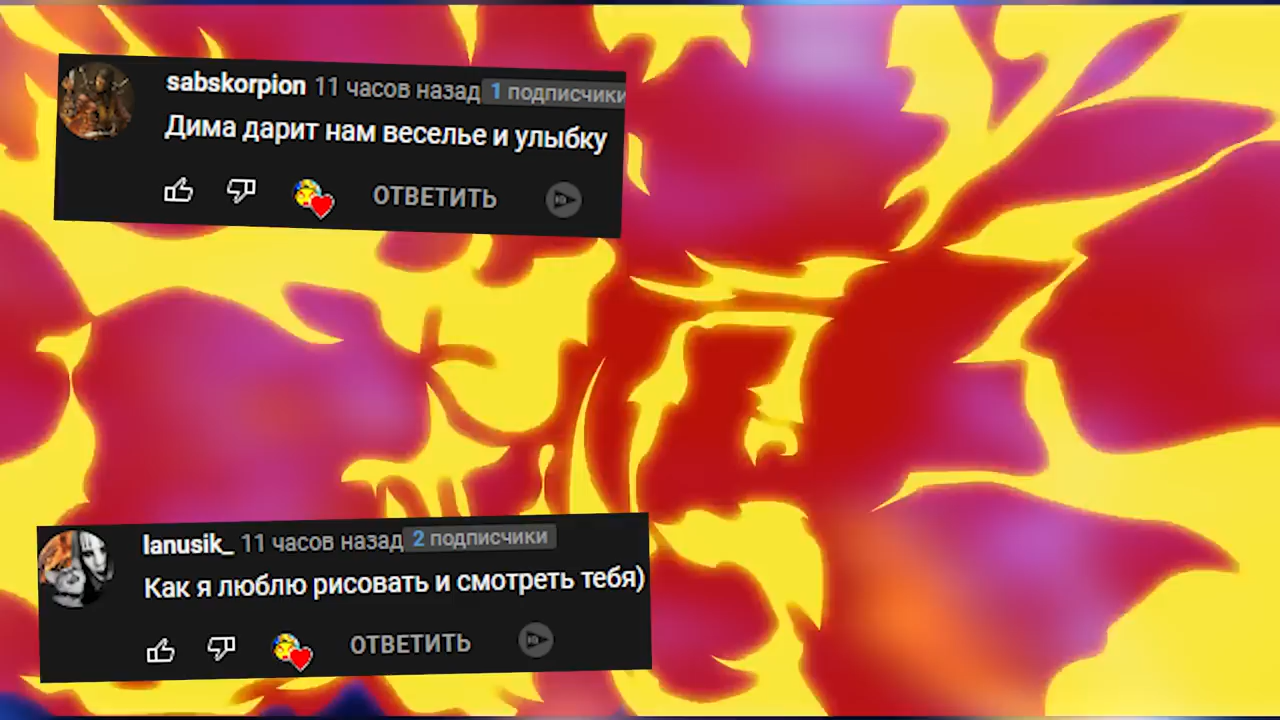 sabskorpion 11 часов назад 1 подписчики
Дима дарит нам веселье и улыбку
ОТВЕТИТЬ
lanusik_ 11 часов назад 2 подписчики
Как я люблю рисовать и смотреть тебя)
ОТВЕТИТЬ